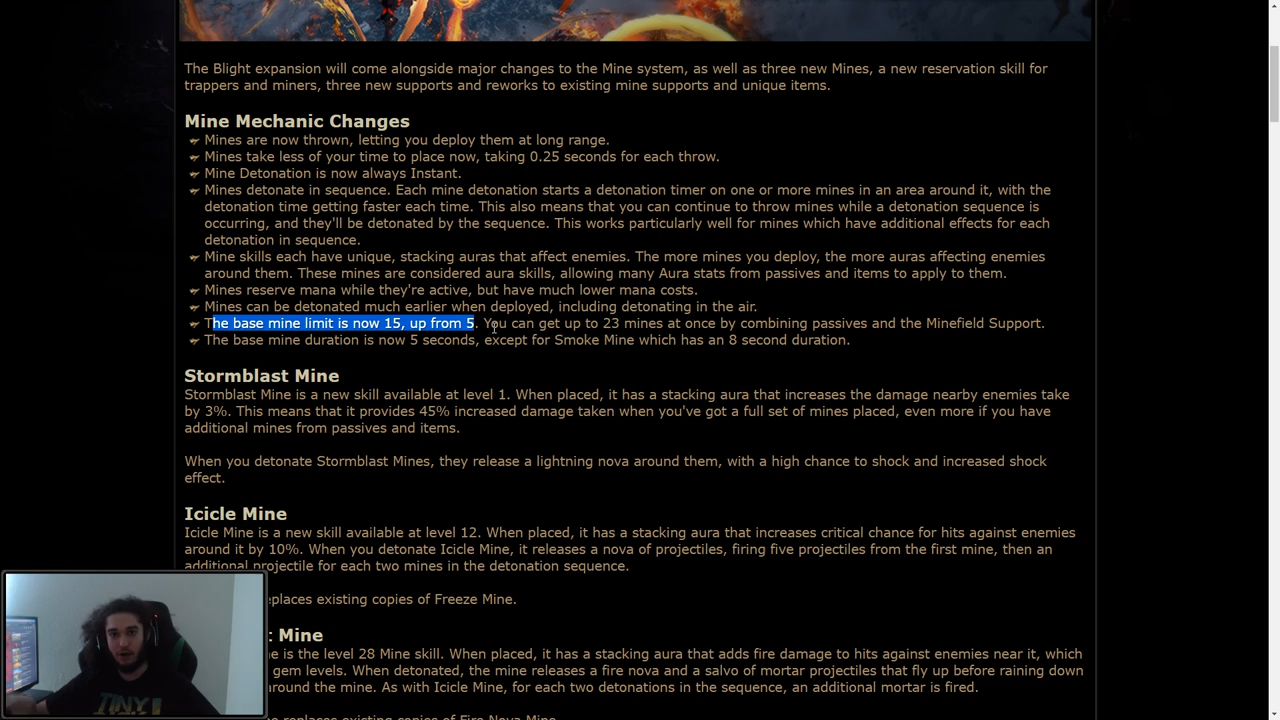 The Blight expansion will come alongside major changes to the Mine system, as well as three new Mines, a new reservation skill for
trappers and miners, three new supports and reworks to existing mine supports and unique items.
Mine Mechanic Changes
Mines are now thrown, letting you deploy them at long range.
Mines take less of your time to place now, taking 0.25 seconds for each throw.
Mine Detonation is now always Instant.
Mines detonate in sequence. Each mine detonation starts a detonation timer on one or more mines in an area around it, with the
detonation time getting faster each time. This also means that you can continue to throw mines while a detonation sequence is
occurring, and they'll be detonated by the sequence. This works particularly well for mines which have additional effects for each
detonation in sequence.
Mine skills each have unique, stacking auras that affect enemies. The more mines you deploy, the more auras affecting enemies
around them. These mines are considered aura skills, allowing many Aura stats from passives and items to apply to them.
Mines reserve mana while they're active, but have much lower mana costs.
Mines can be detonated much earlier when deployed, including detonating in the air.
The base mine limit is now 15, up from 5. You can get up to 23 mines at once by combining passives and the Minefield Support.
The base mine duration is now 5 seconds, except for Smoke Mine which has an 8 second duration.
Stormblast Mine
Stormblast Mine is a new skill available at level 1. When placed, it has a stacking aura that increases the damage nearby enemies take
by 3%. This means that it provides 45% increased damage taken when you've got a full set of mines placed, even more if you have
additional mines from passives and items.
When you detonate Stormblast Mines, they release a lightning nova around them, with a high chance to shock and increased shock
effect.
Icicle Mine
Icicle Mine is a new skill available at level 12. When placed, it has a stacking aura that increases critical chance for hits against enemies
around it by 10%. When you detonate Icicle Mine, it releases a nova of projectiles, firing five projectiles from the first mine, then an
additional projectile for each two mines in the detonation sequence.
eplaces existing copies of Freeze Mine.
t Mine
ne is the level 28 Mine skill. When placed, it has a stacking aura that adds fire damage to hits against enemies near it, which
gem levels. When detonated, the mine releases a fire nova and a salvo of mortar projectiles that fly up before raining down
around the mine. As with Icicle Mine, for each two detonations in the sequence, an additional mortar is fired.
ne replaces existing copies of Fire Nova Mine.